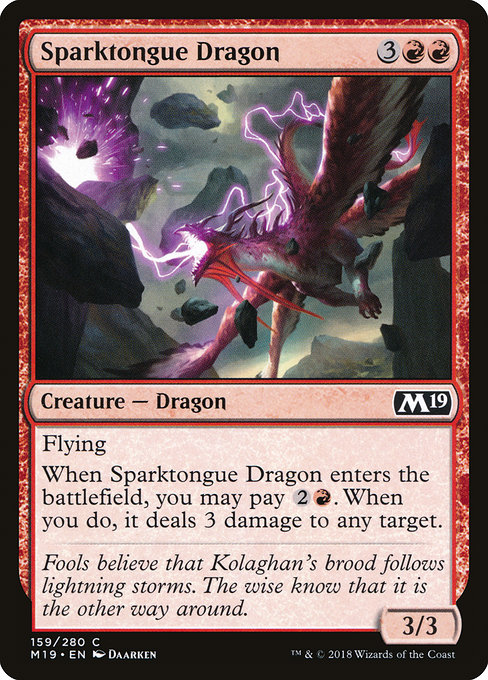 Sparktongue Dragon 3
Creature — Dragon M19
Flying
When Sparktongue Dragon enters the
battlefield, you may pay 2 . When
you do, it deals 3 damage to any target.
Fools believe that Kolaghan's brood follows
lightning storms. The wise know that it is
the other way around.
3/3
159/280 C
M19 • EN Daarken ™ & © 2018 Wizards of the Coast